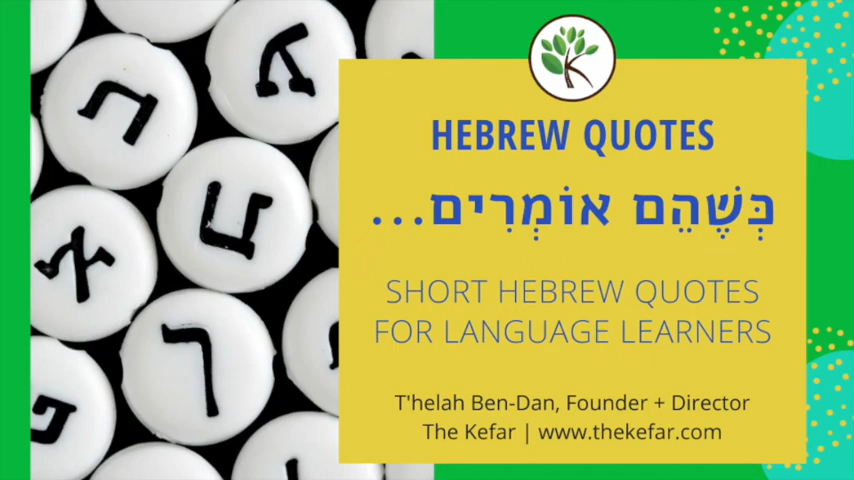 HEBREW QUOTES
כְּשֶׁהֵם אוֹמְרִים...
SHORT HEBREW QUOTES
FOR LANGUAGE LEARNERS
T'helah Ben-Dan, Founder + Director
The Kefar | www.thekefar.com